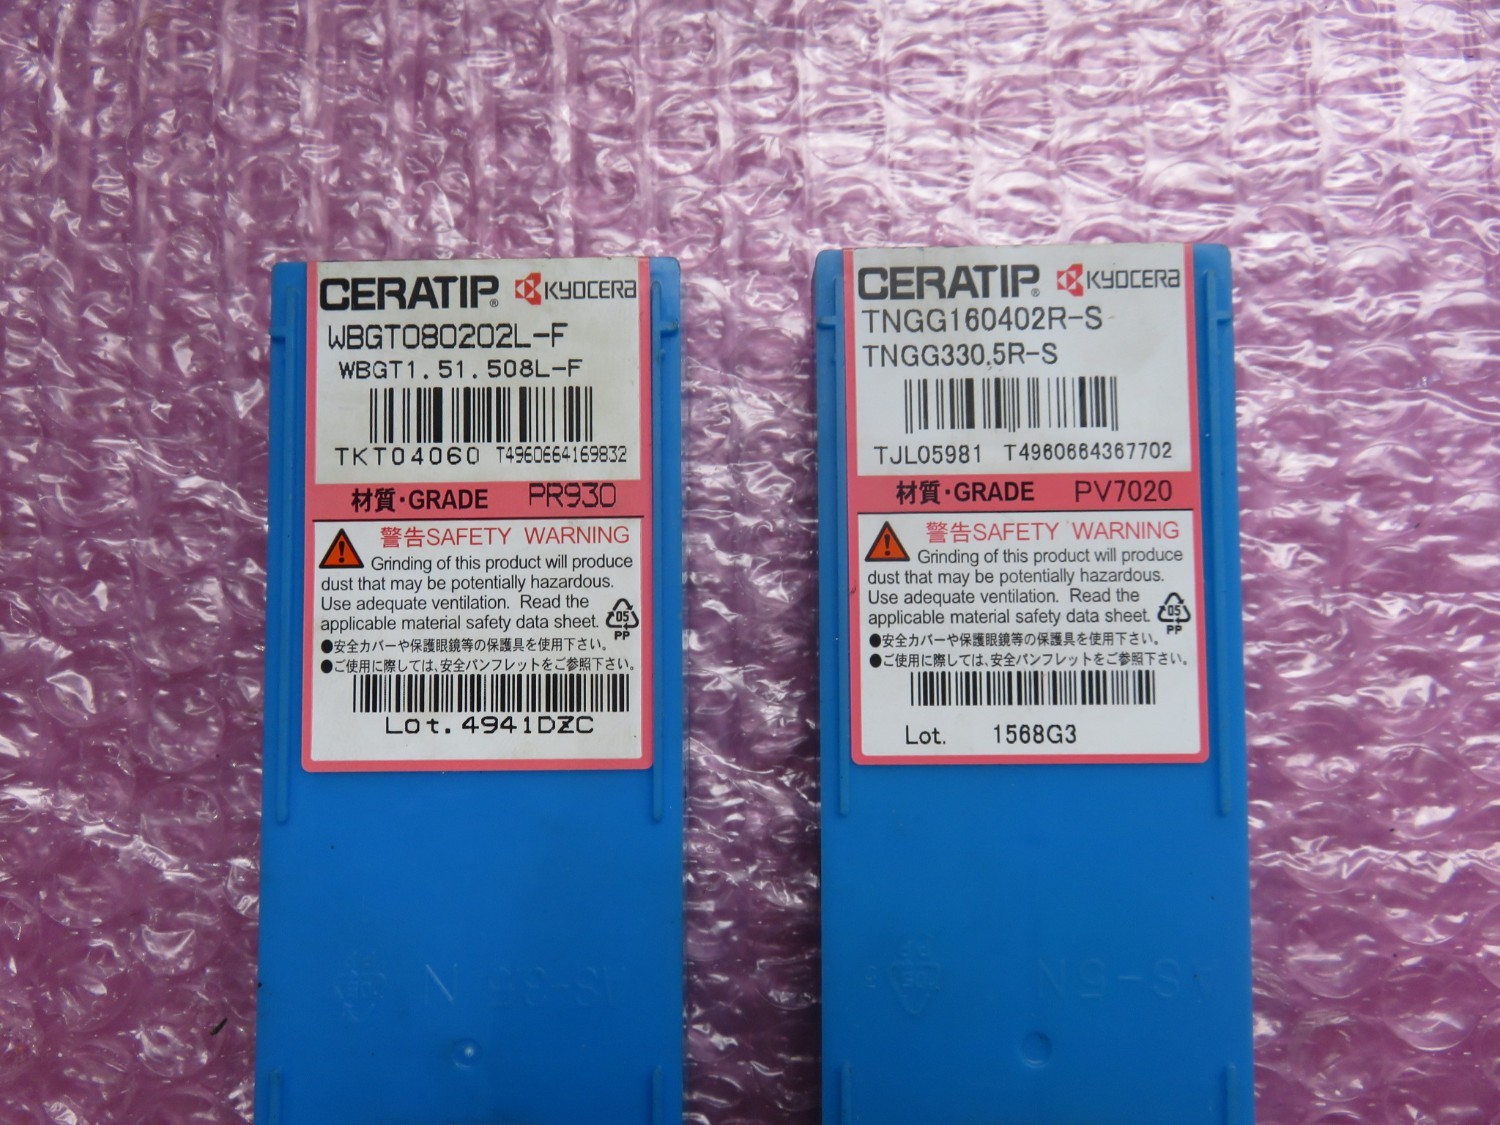 CERATIP® KYOCERA
WBGT080202L-F
WBGT1.51.508L-F
TKT04060 T4960664169832
材質・GRADE PR930
警告SAFETY WARNING
Grinding of this product will produce
dust that may be potentially hazardous.
Use adequate ventilation. Read the
applicable material safety data sheet.
05
PP
●安全カバーや保護眼鏡等の保護具を使用下さい。
●ご使用に際しては、安全パンフレットをご参照下さい。
Lot. 4941DZC
CERATIP® KYOCERA
TNGG160402R-S
TNGG330.5R-S
TJL05981 T4960664367702
材質・GRADE PV7020
警告SAFETY WARNING
Grinding of this product will produce
dust that may be potentially hazardous.
Use adequate ventilation. Read the
applicable material safety data sheet.
05
PP
●安全カバーや保護眼鏡等の保護具を使用下さい。
●ご使用に際しては、安全パンフレットをご参照下さい。
Lot. 1568G3